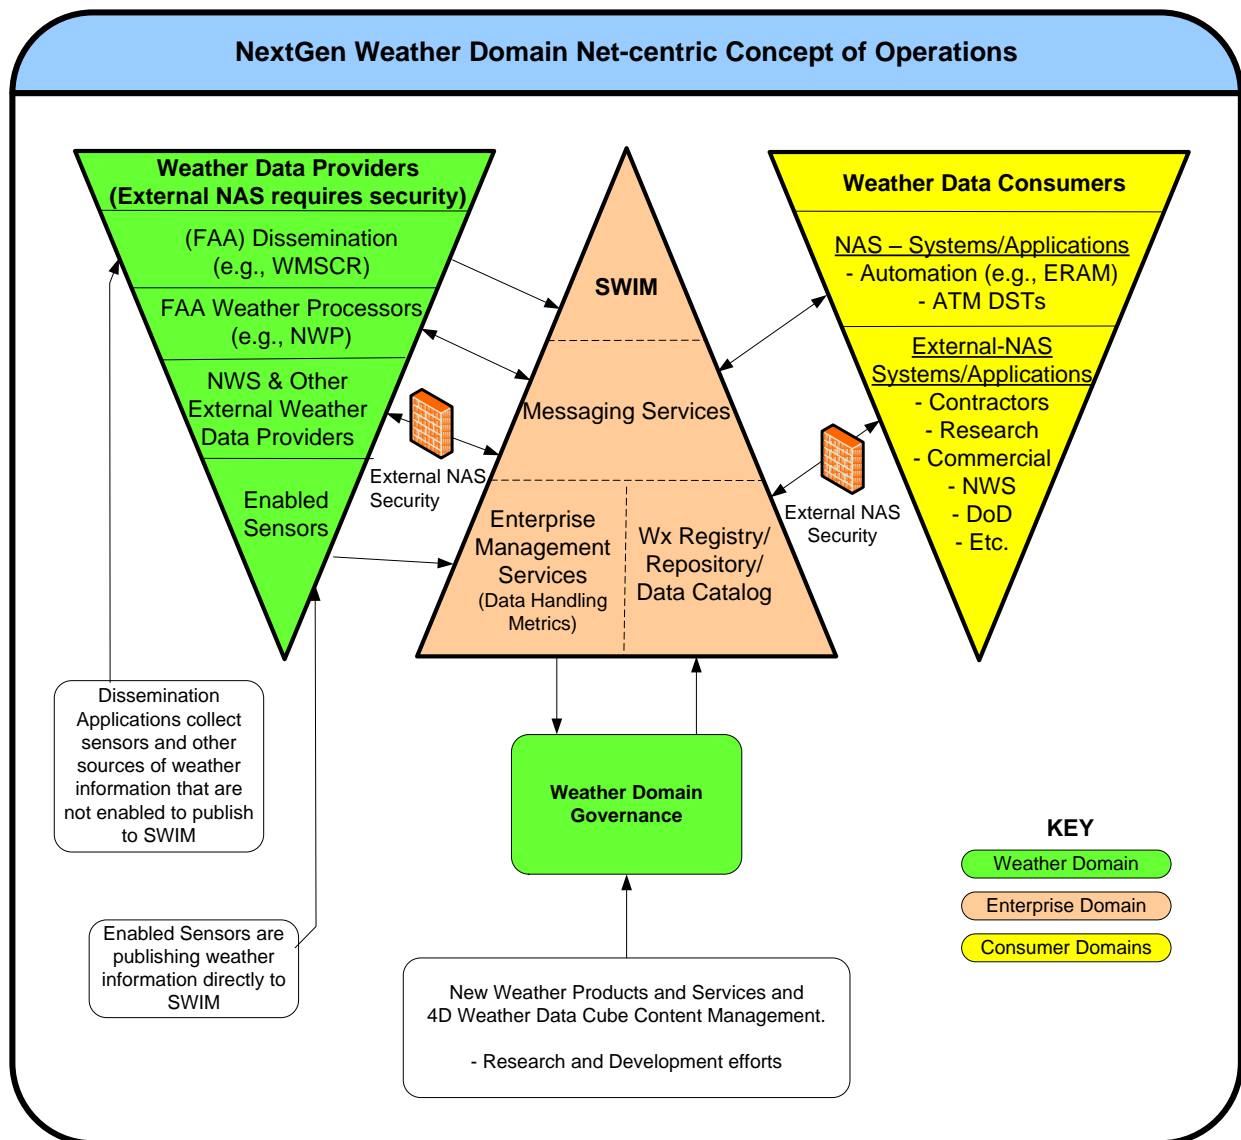 NextGen Weather Domain Net-centric Concept of Operations
Weather Data Providers
(External NAS requires security)
(FAA) Dissemination
(e.g., WMSCR)
FAA Weather Processors
(e.g., NWP)
NWS & Other
External Weather
Data Providers
Enabled
Sensors
External NAS
Security
SWIM
Messaging Services
Enterprise
Management
Services
(Data Handling
Metrics)
Wx Registry/
Repository/
Data Catalog
Weather Data Consumers
NAS – Systems/Applications
- Automation (e.g., ERAM)
- ATM DSTs
External-NAS
Systems/Applications
- Contractors
- Research
- Commercial
- NWS
- DoD
- Etc.
External NAS
Security
Dissemination
Applications collect
sensors and other
sources of weather
information that are
not enabled to publish
to SWIM
Weather Domain
Governance
Enabled Sensors are
publishing weather
information directly to
SWIM
New Weather Products and Services and
4D Weather Data Cube Content Management.
- Research and Development efforts
KEY
Weather Domain
Enterprise Domain
Consumer Domains